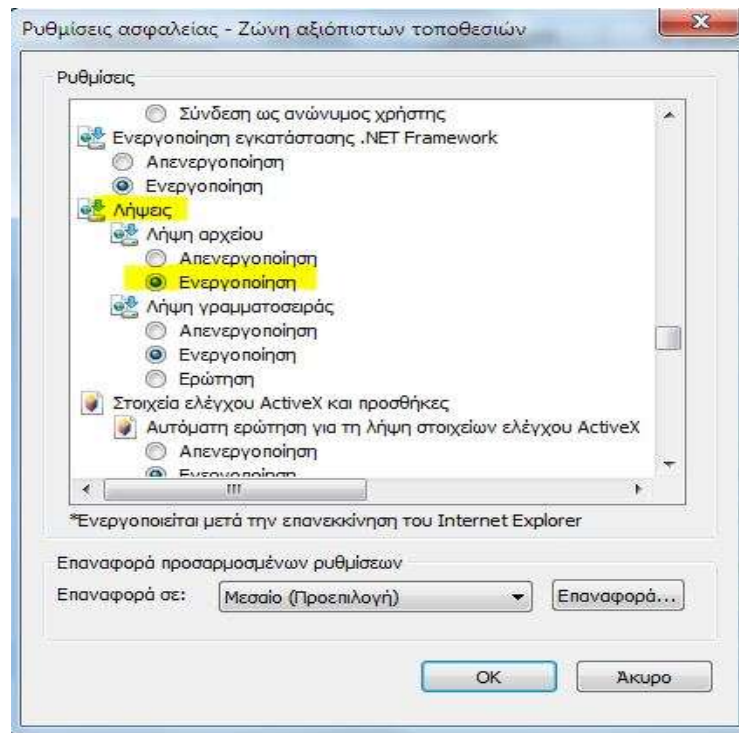 Ρυθμίσεις ασφαλείας - Ζώνη αξιόπιστων τοποθεσιών
Ρυθμίσεις
Σύνδεση ως ανώνυμος χρήστης
Ενεργοποίηση εγκατάστασης .NET Framework
Απενεργοποίηση
Ενεργοποίηση
Λήψεις
Λήψη αρχείου
Απενεργοποίηση
Ενεργοποίηση
Λήψη γραμματοσειράς
Απενεργοποίηση
Ενεργοποίηση
Ερώτηση
Στοιχεία ελέγχου ActiveX και προσθήκες
Αυτόματη ερώτηση για τη λήψη στοιχείων ελέγχου ActiveX
Απενεργοποίηση
Ενεργοποίηση
*Ενεργοποιείται μετά την επανεκκίνηση του Internet Explorer
Επαναφορά προσαρμοσμένων ρυθμίσεων
Επαναφορά σε: Μεσαίο (Προεπιλογή) Επαναφορά...
OK Άκυρο